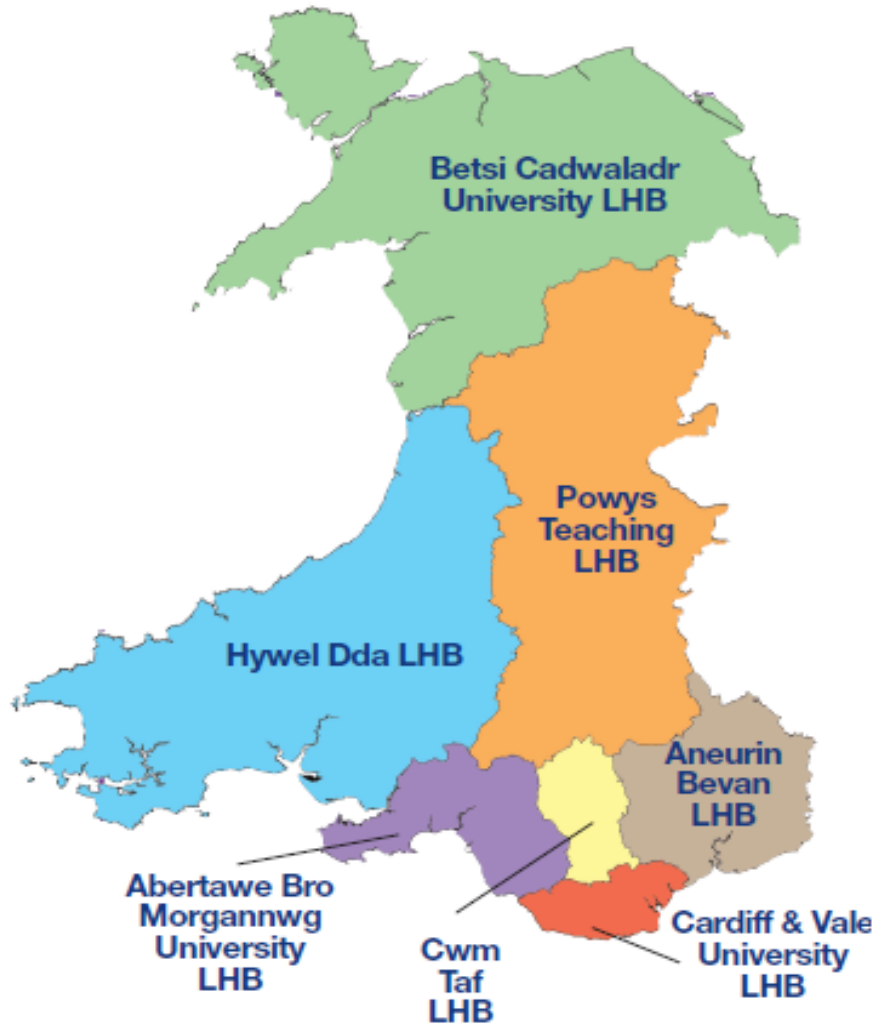 Betsi Cadwaladr
University LHB
Powys
Teaching
LHB
Hywel Dda LHB
Aneurin
Bevan
LHB
Abertawe Bro
Morgannwg
University
LHB
Cwm
Taf
LHB
Cardiff & Vale
University
LHB